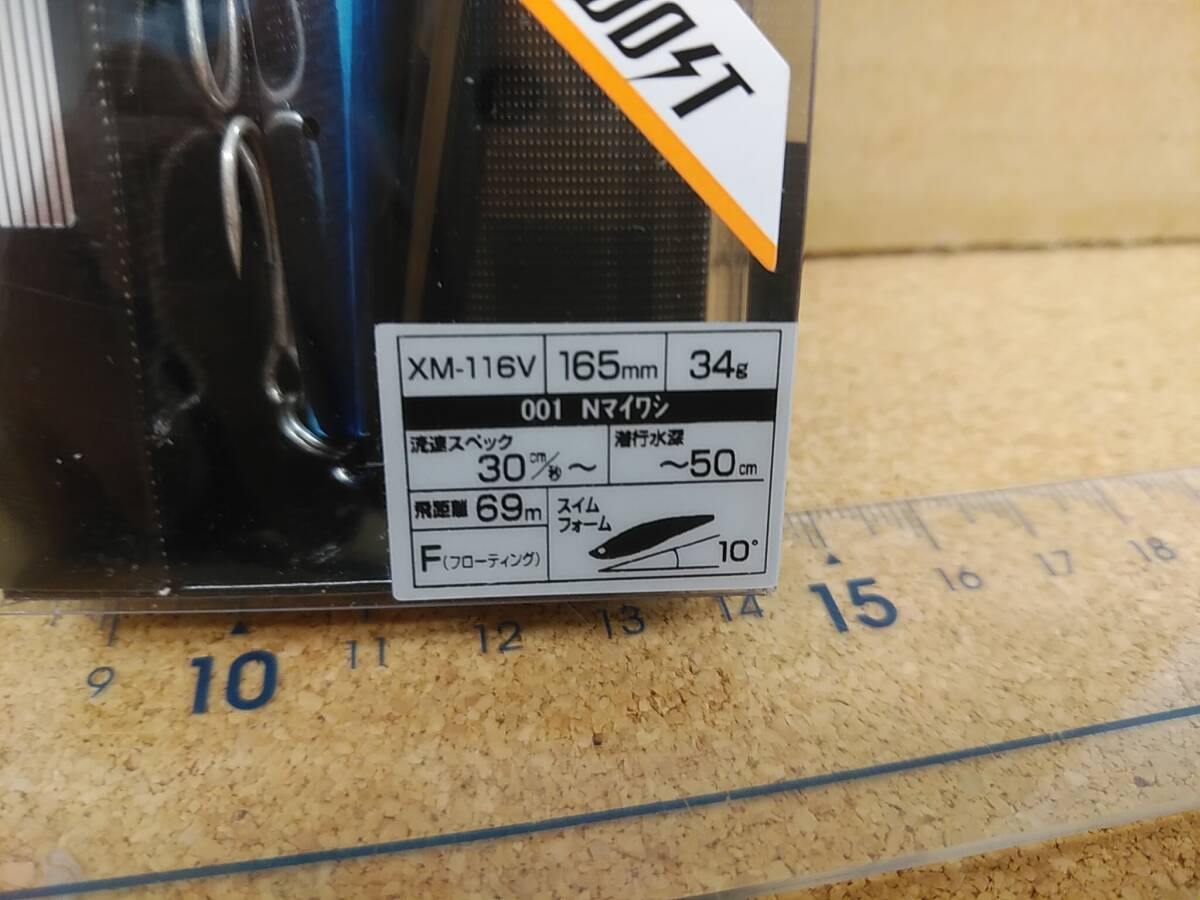 OOST
XM-116V 165mm 34g
001 Nマイワシ
流速スペック
30cm/秒～
潜行水深
～50cm
飛距離 69m
F(フローティング)
スイム
フォーム
10°
9 10 11 12 13 14 15 16 17 18